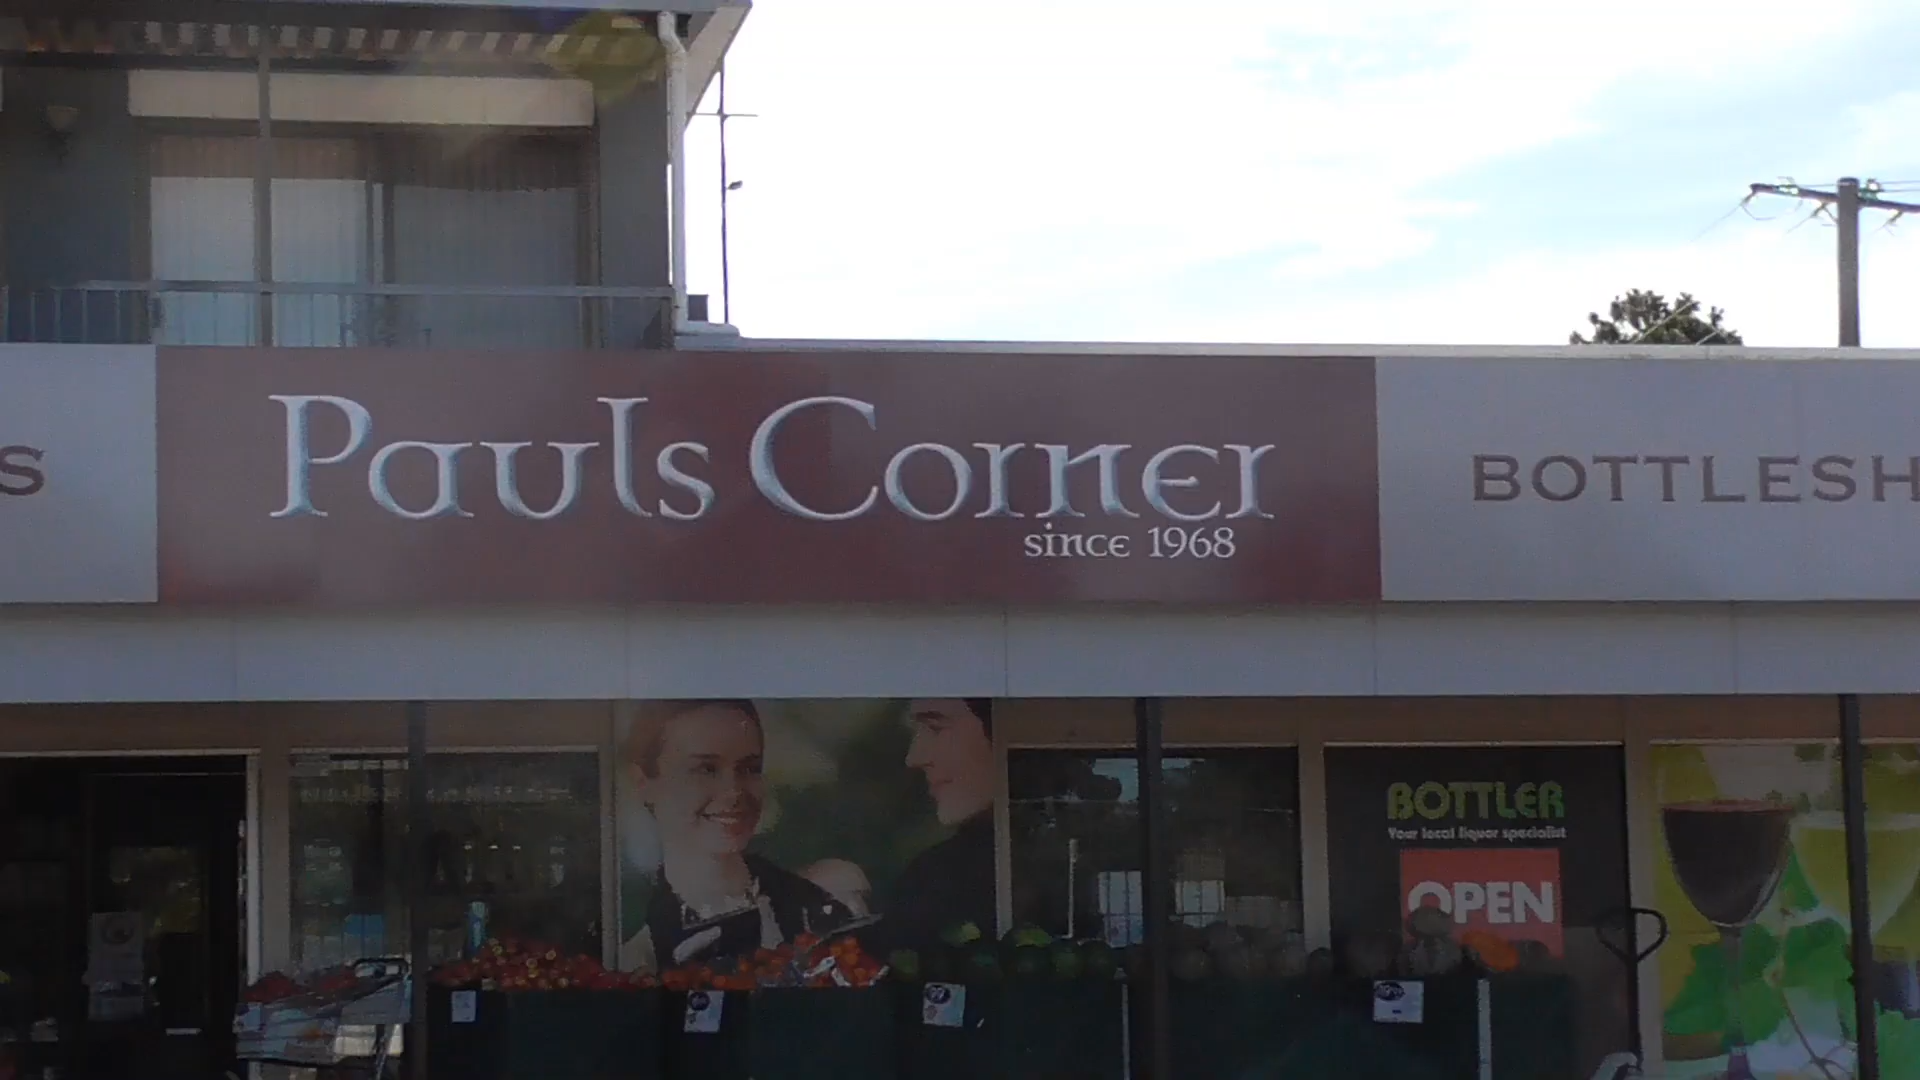 S
Pauls Corner
since 1968
BOTTLESH
BOTTLER
Your local liquor specialist
OPEN